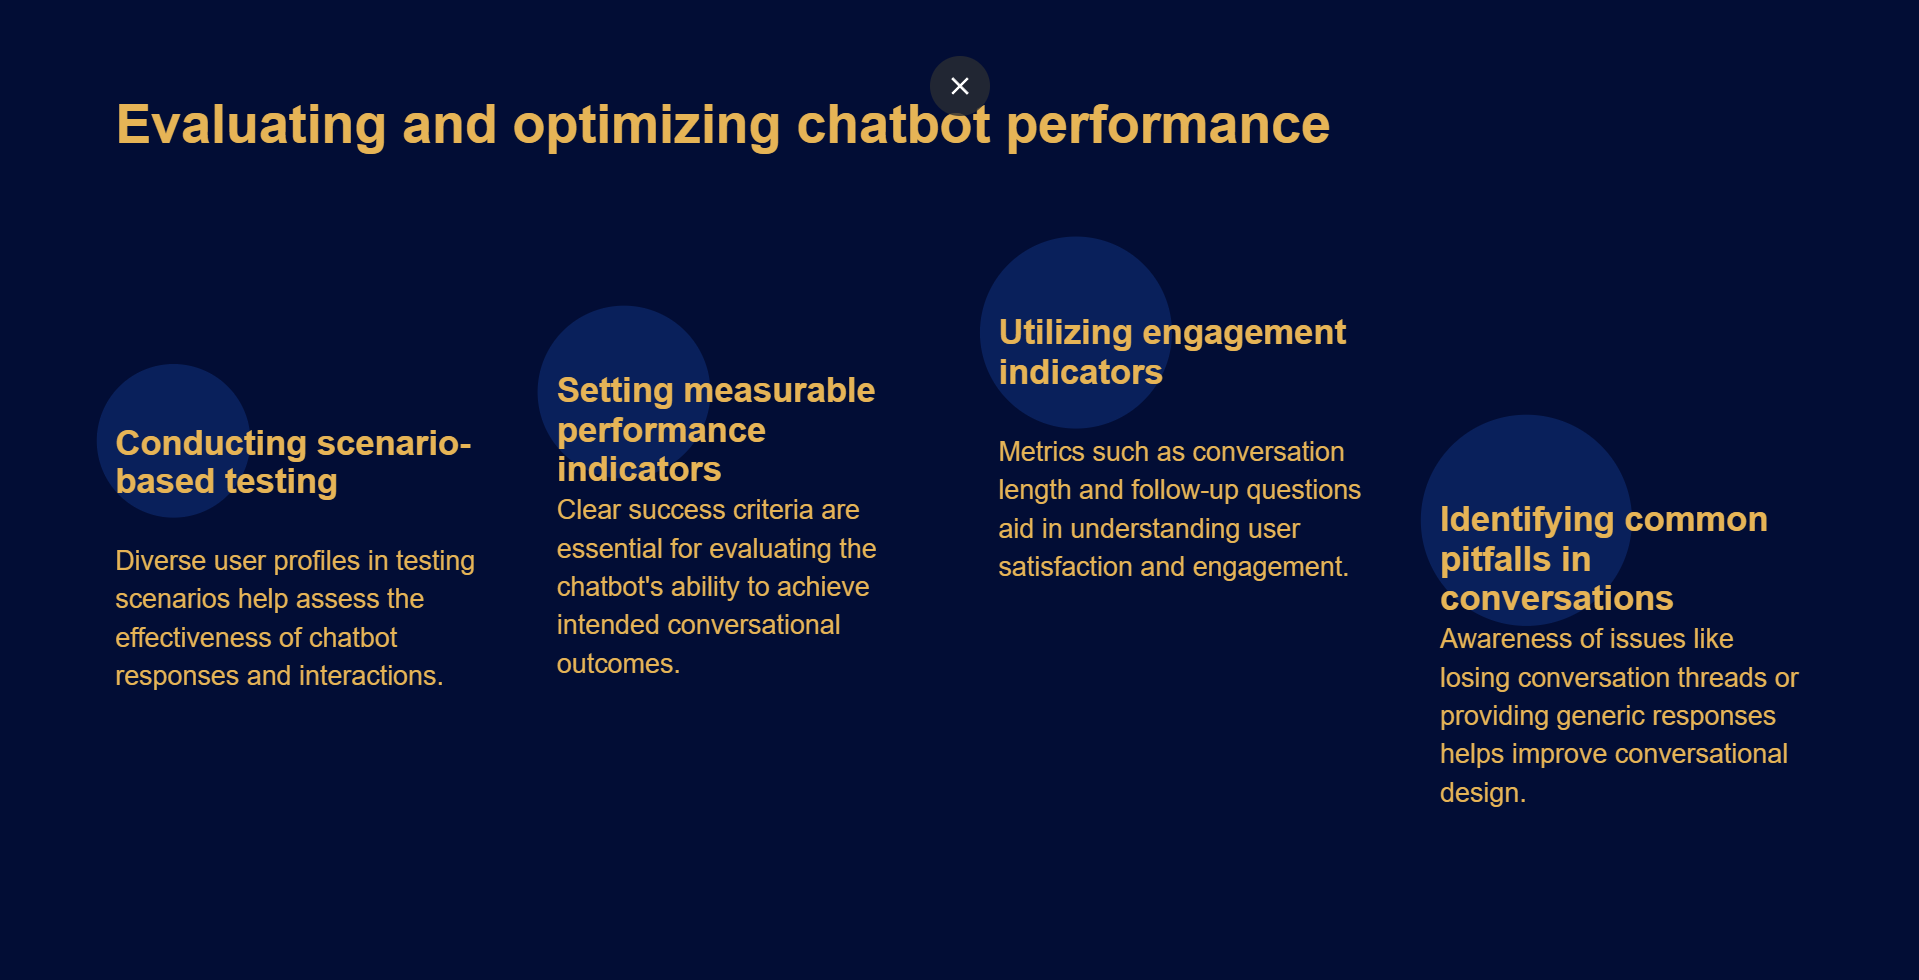 Evaluating and optimizing chatbot performance
Conducting scenario-
based testing
Diverse user profiles in testing
scenarios help assess the
effectiveness of chatbot
responses and interactions.
Setting measurable
performance
indicators
Clear success criteria are
essential for evaluating the
chatbot's ability to achieve
intended conversational
outcomes.
Utilizing engagement
indicators
Metrics such as conversation
length and follow-up questions
aid in understanding user
satisfaction and engagement.
Identifying common
pitfalls in
conversations
Awareness of issues like
losing conversation threads or
providing generic responses
helps improve conversational
design.